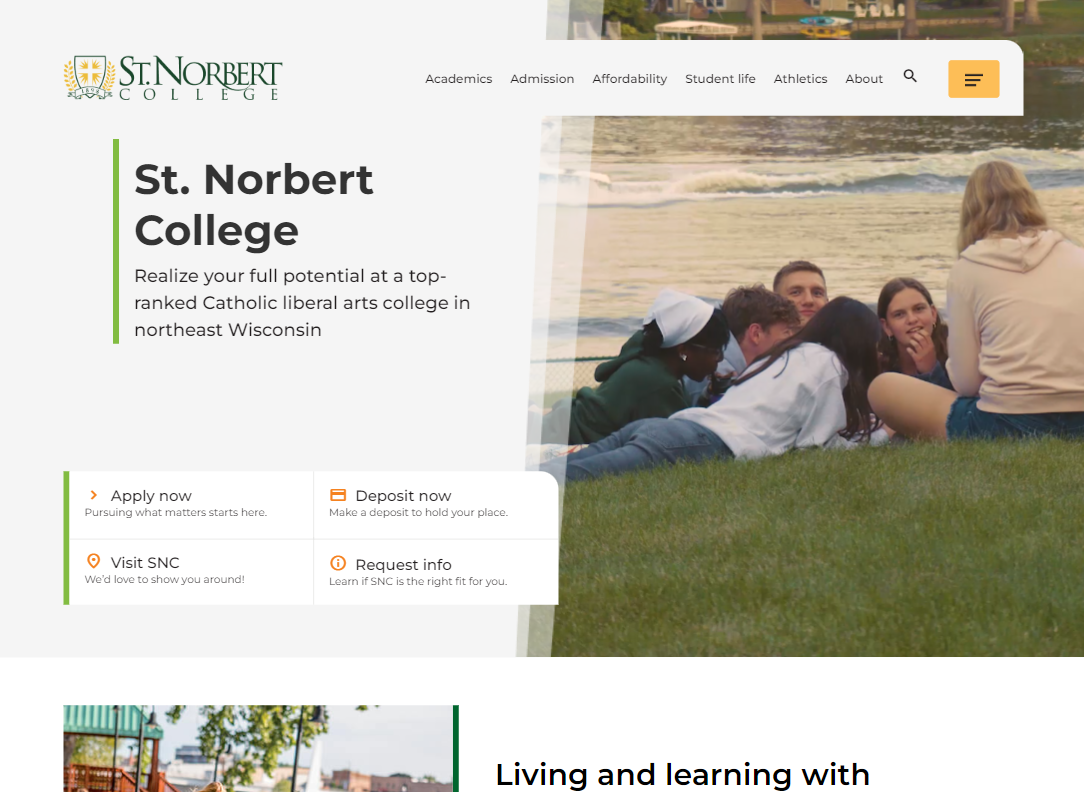 ST. NORBERT
COLLEGE
1898
Academics Admission Affordability Student life Athletics About
St. Norbert
College
Realize your full potential at a top-
ranked Catholic liberal arts college in
northeast Wisconsin
Apply now
Pursuing what matters starts here.
Deposit now
Make a deposit to hold your place.
Visit SNC
We'd love to show you around!
Request info
Learn if SNC is the right fit for you.
Living and learning with